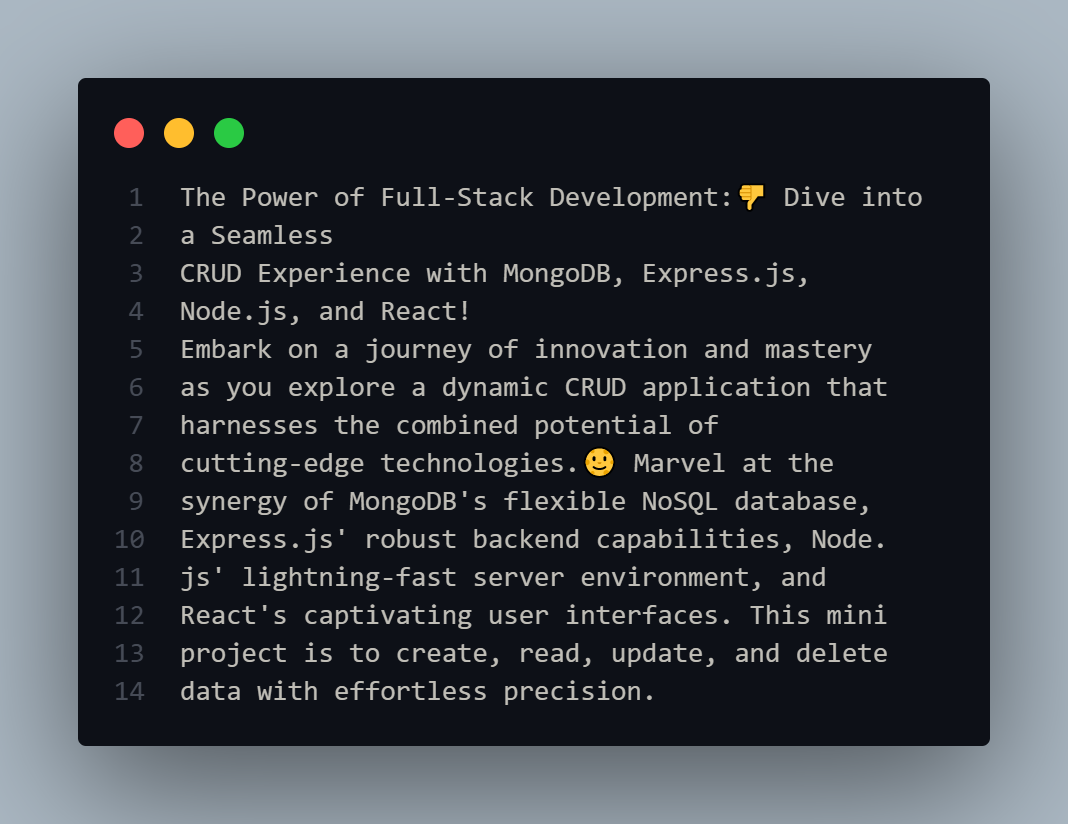 1 The Power of Full-Stack Development:👎 Dive into
2 a Seamless
3 CRUD Experience with MongoDB, Express.js,
4 Node.js, and React!
5 Embark on a journey of innovation and mastery
6 as you explore a dynamic CRUD application that
7 harnesses the combined potential of
8 cutting-edge technologies.🙂 Marvel at the
9 synergy of MongoDB's flexible NoSQL database,
10 Express.js' robust backend capabilities, Node.
11 js' lightning-fast server environment, and
12 React's captivating user interfaces. This mini
13 project is to create, read, update, and delete
14 data with effortless precision.